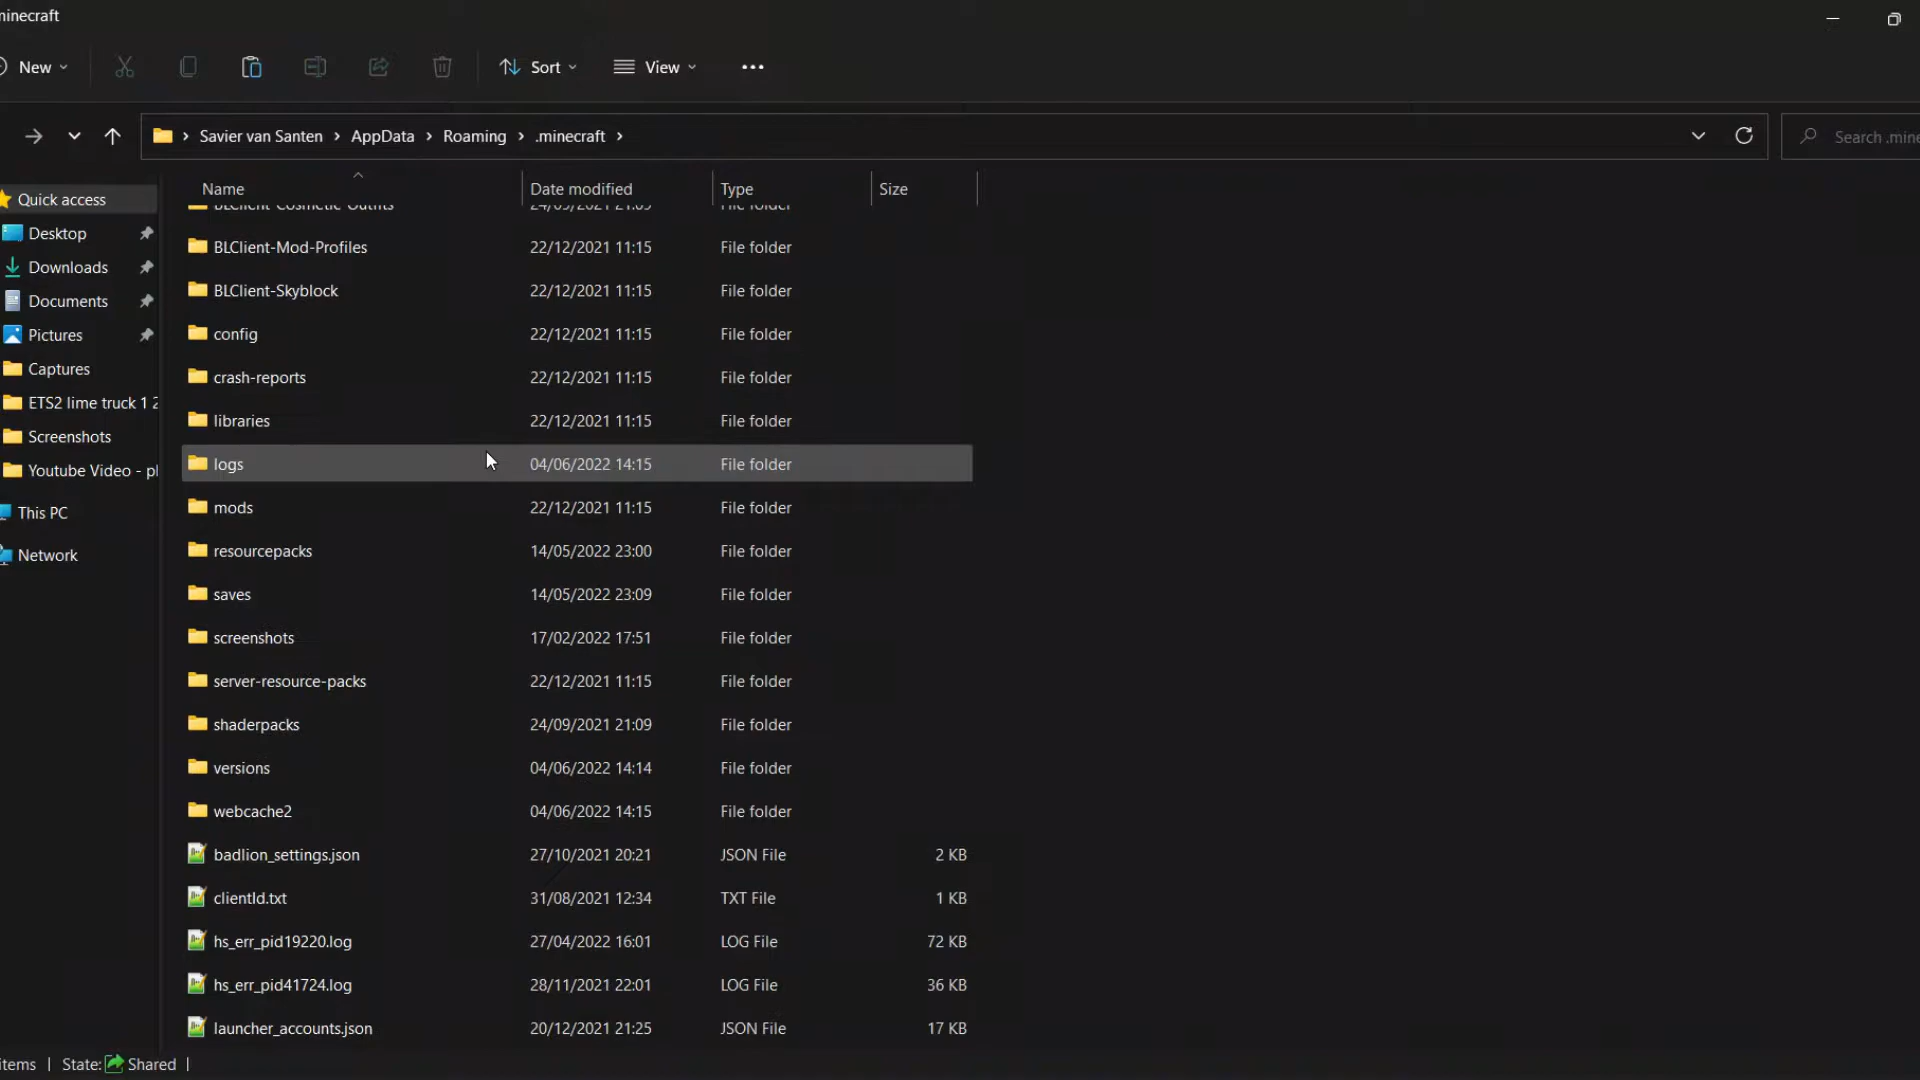 minecraft
New Sort View
Savier van Santen AppData Roaming .minecraft Search .mine
Name Date modified Type Size
Quick access
Desktop
Downloads
Documents
Pictures
Captures
ETS2 lime truck 1 2
Screenshots
Youtube Video - pl
This PC
Network
BLClient-Cosmetic-Outfits 24/09/2021 21:09 File folder
BLClient-Mod-Profiles 22/12/2021 11:15 File folder
BLClient-Skyblock 22/12/2021 11:15 File folder
config 22/12/2021 11:15 File folder
crash-reports 22/12/2021 11:15 File folder
libraries 22/12/2021 11:15 File folder
logs 04/06/2022 14:15 File folder
mods 22/12/2021 11:15 File folder
resourcepacks 14/05/2022 23:00 File folder
saves 14/05/2022 23:09 File folder
screenshots 17/02/2022 17:51 File folder
server-resource-packs 22/12/2021 11:15 File folder
shaderpacks 24/09/2021 21:09 File folder
versions 04/06/2022 14:14 File folder
webcache2 04/06/2022 14:15 File folder
badlion_settings.json 27/10/2021 20:21 JSON File 2 KB
clientId.txt 31/08/2021 12:34 TXT File 1 KB
hs_err_pid19220.log 27/04/2022 16:01 LOG File 72 KB
hs_err_pid41724.log 28/11/2021 22:01 LOG File 36 KB
launcher_accounts.json 20/12/2021 21:25 JSON File 17 KB
items State: Shared